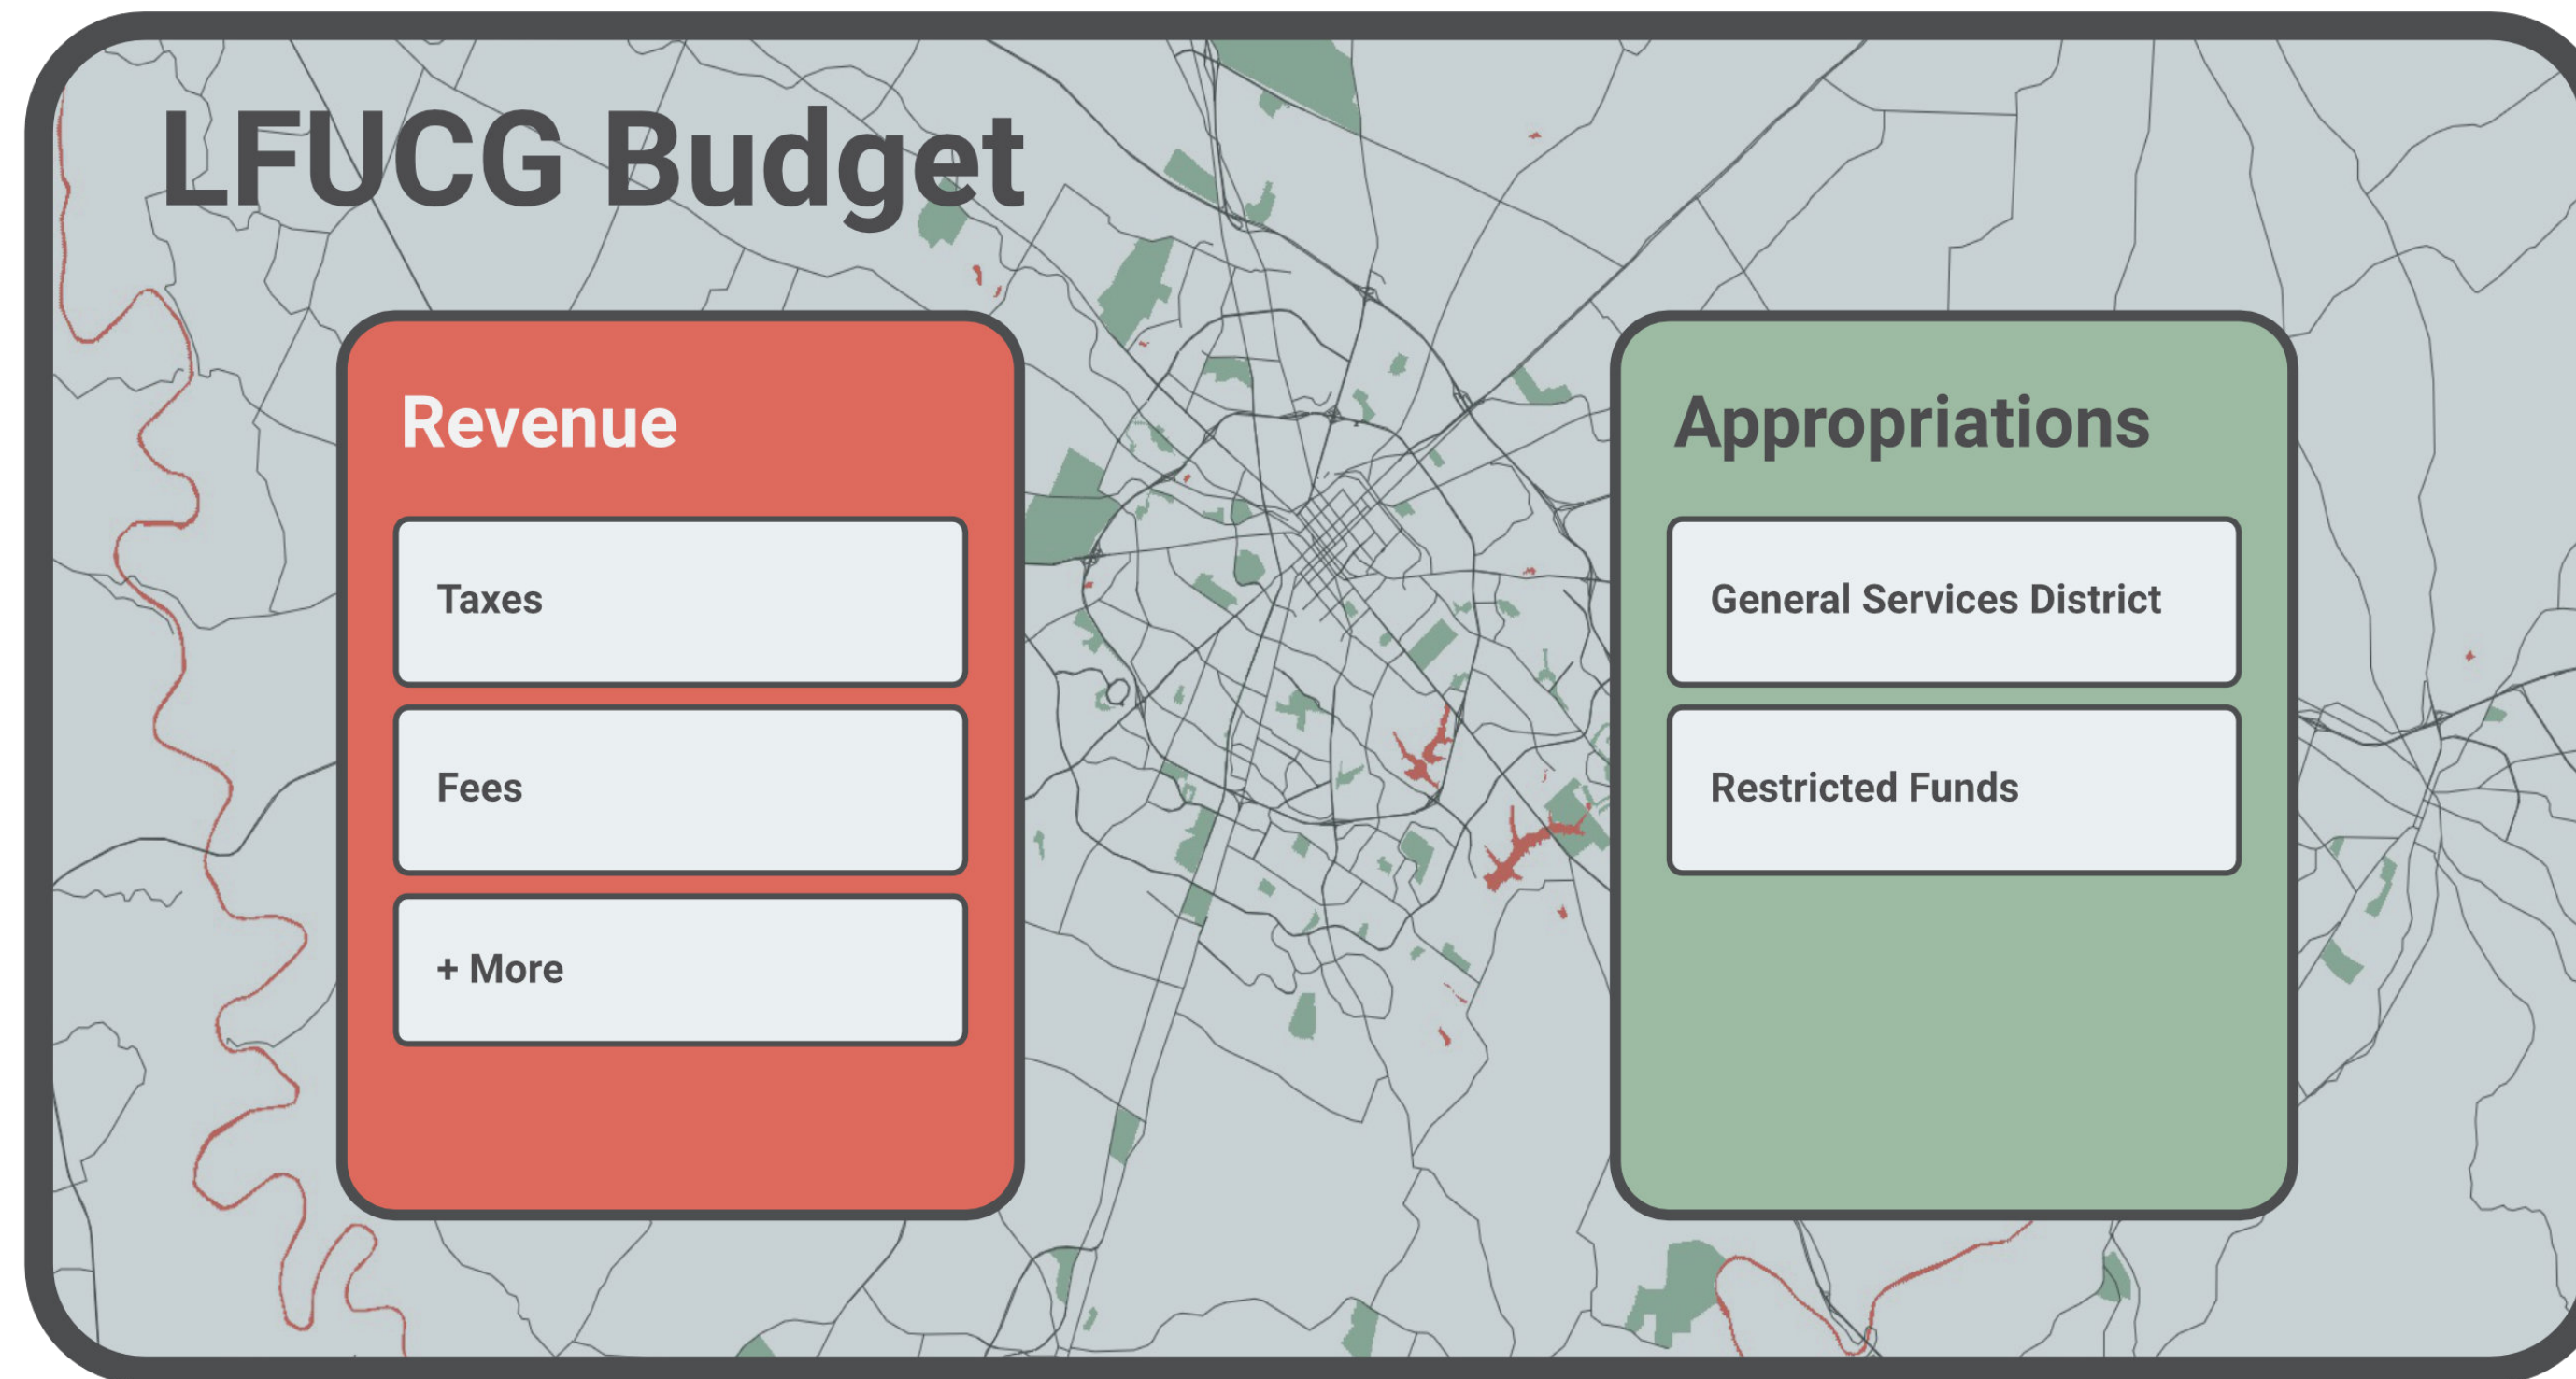 LFUCG Budget
Revenue
Taxes
Fees
+ More
Appropriations
General Services District
Restricted Funds